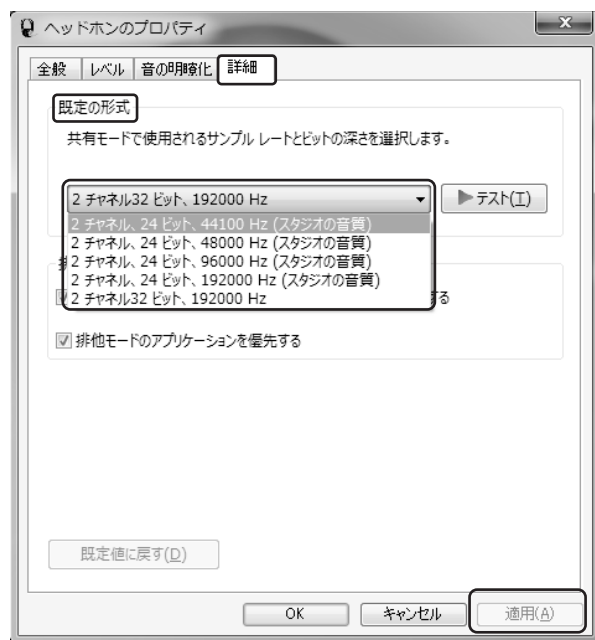 ヘッドホンのプロパティ
全般 レベル 音の明瞭化 詳細
既定の形式
共有モードで使用されるサンプル レートとビットの深さを選択します。
2 チャネル32 ビット、192000 Hz
テスト(T)
2 チャネル、24 ビット、44100 Hz (スタジオの音質)
2 チャネル、24 ビット、48000 Hz (スタジオの音質)
2 チャネル、24 ビット、96000 Hz (スタジオの音質)
2 チャネル、24 ビット、192000 Hz (スタジオの音質)
2 チャネル32 ビット、192000 Hz
する
排他モードのアプリケーションを優先する
既定値に戻す(D)
OK キャンセル 適用(A)